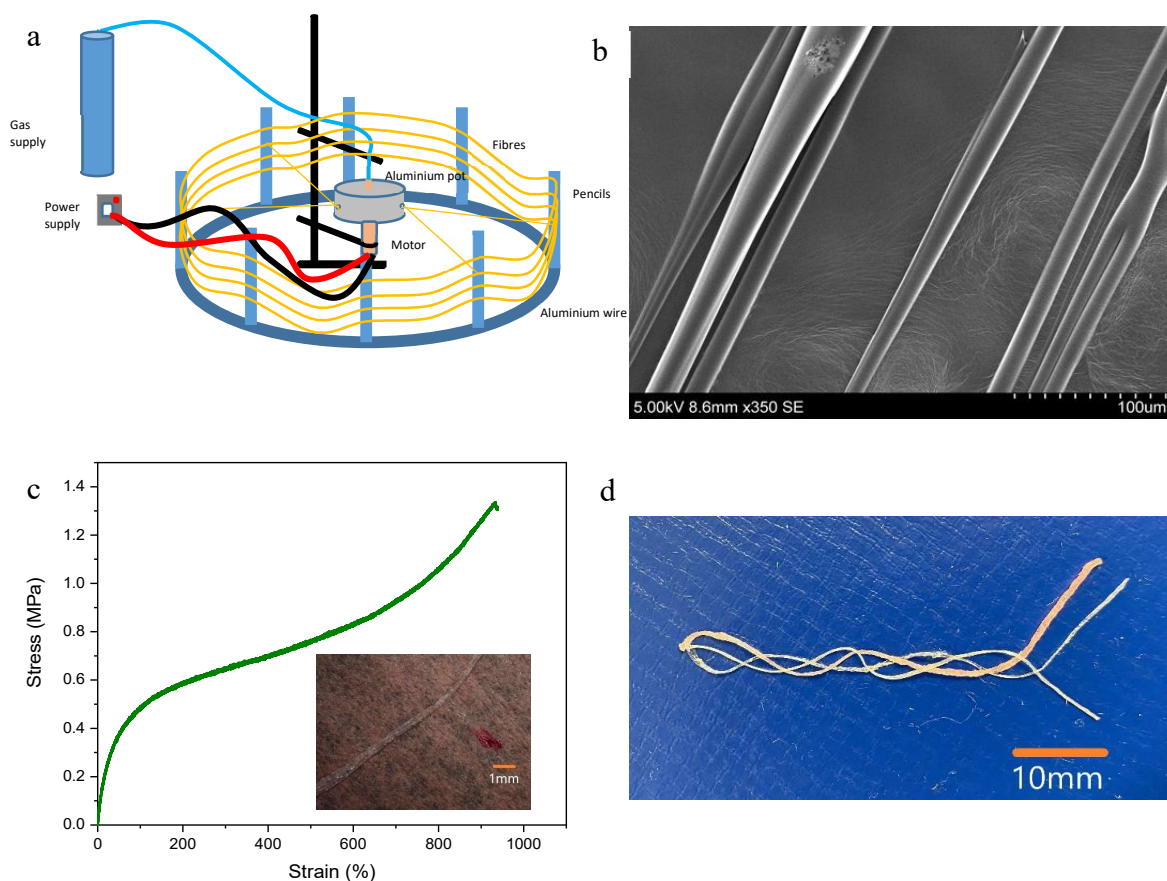 a
Gas
supply
Power
supply
Fibres
Aluminium pot
Pencils
Motor
Aluminium wire
b
5.00kV 8.6mm x350 SE
100um
c
1.4
1.2
1.0
0.8
0.6
0.4
0.2
0.0
Stress (MPa)
0
200
400
600
800
1000
Strain (%)
1mm
d
10mm